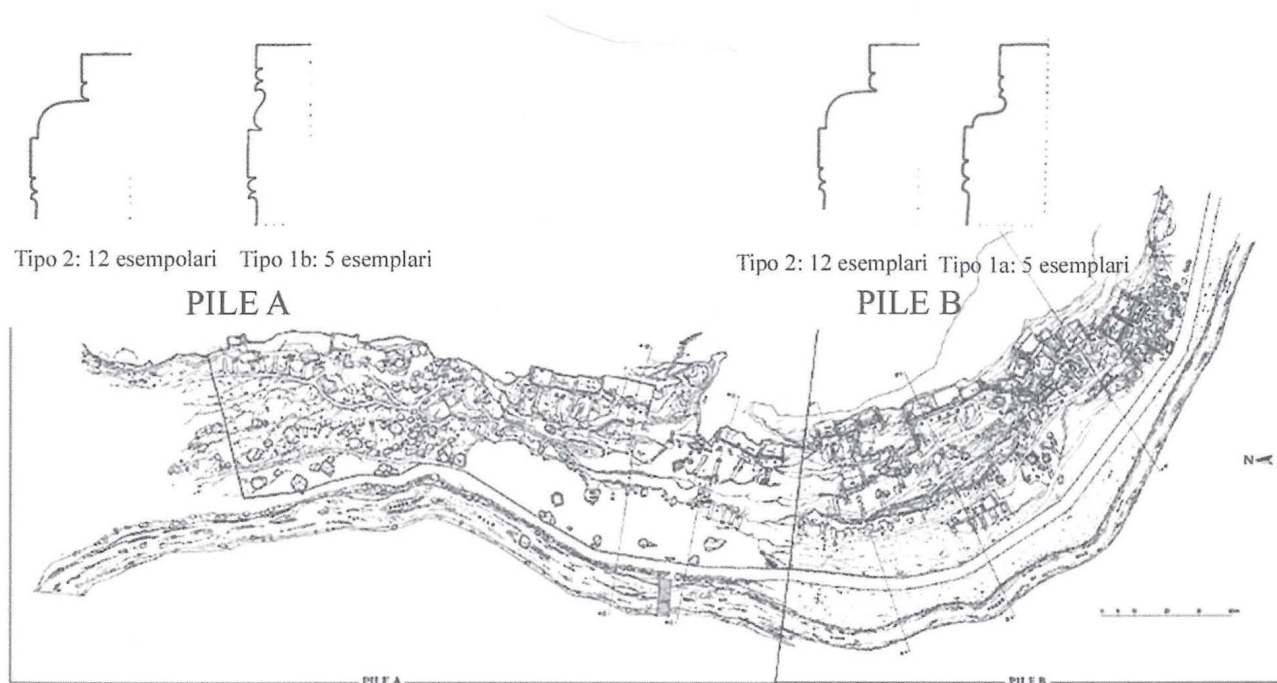 Tipo 2: 12 esempolari Tipo 1b: 5 esemplari
Tipo 2: 12 esemplari Tipo 1a: 5 esemplari
PILE A
PILE B
N
PILE A
PILE B